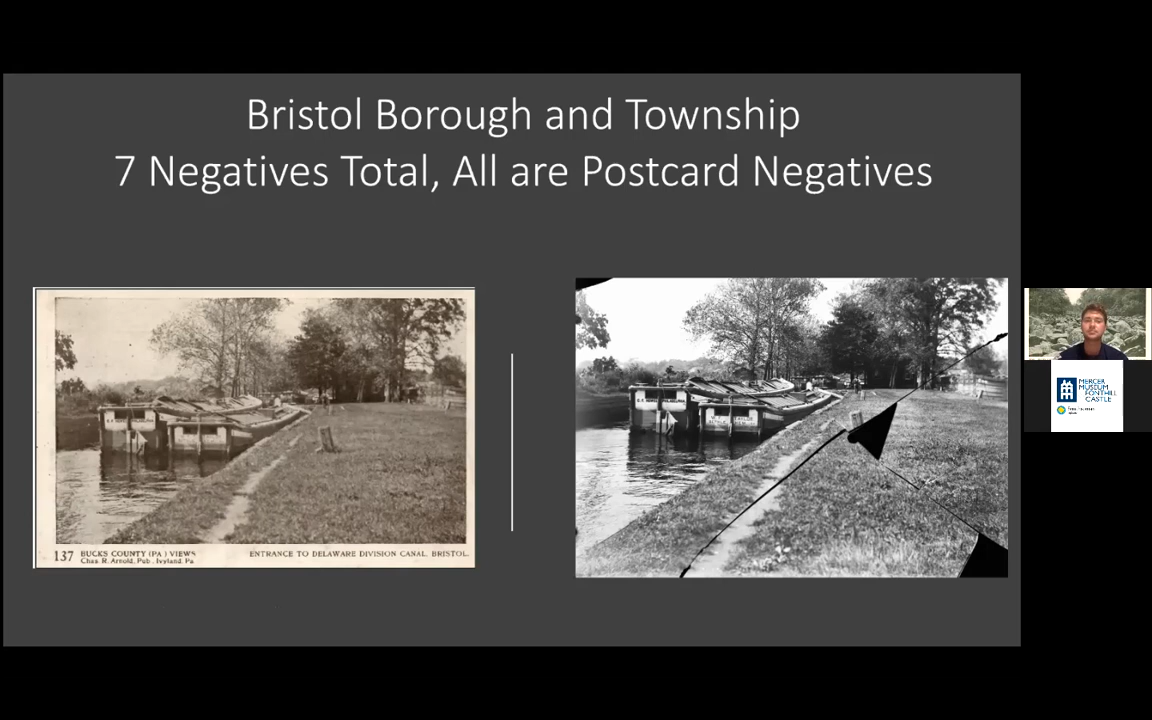 Bristol Borough and Township
7 Negatives Total, All are Postcard Negatives
137 BUCKS COUNTY (PA.) VIEWS
Chas. R. Arnold, Pub., Ivyland, Pa
ENTRANCE TO DELAWARE DIVISION CANAL. BRISTOL.
MERCER
MUSEUM
FONTHILL
CASTLE